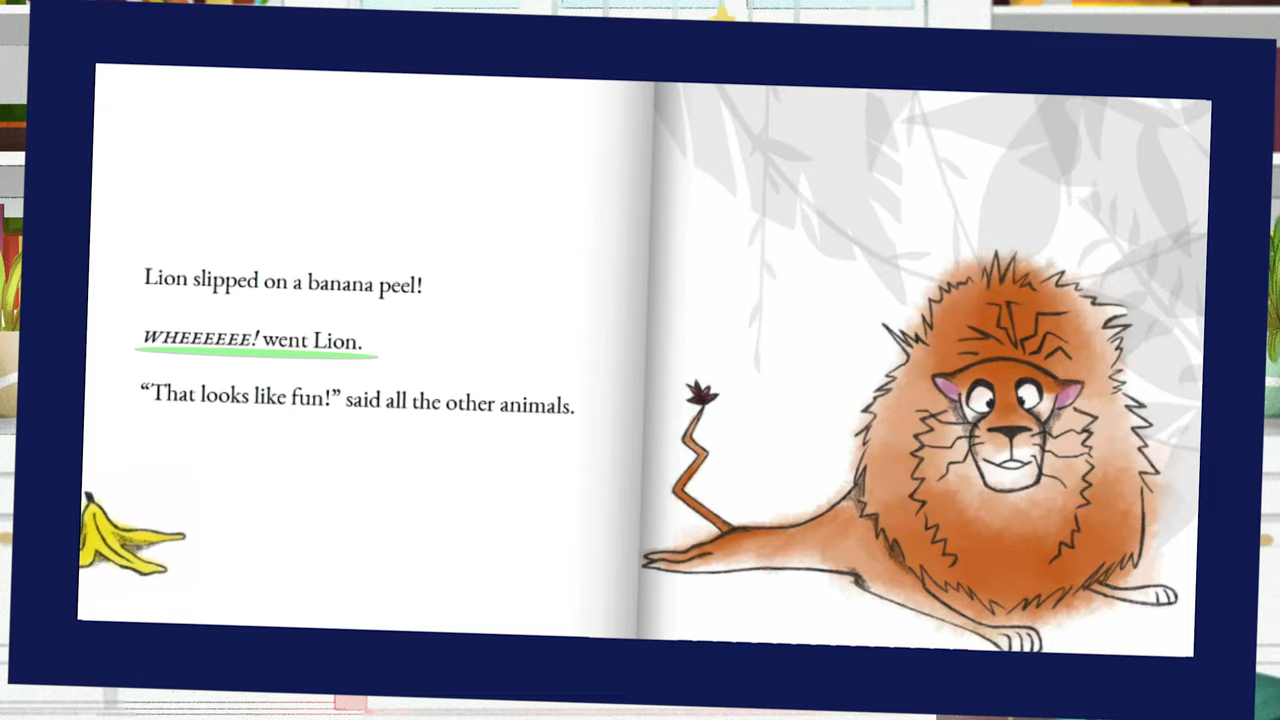 Lion slipped on a banana peel!
WHEEEEEE! went Lion.
“That looks like fun!” said all the other animals.